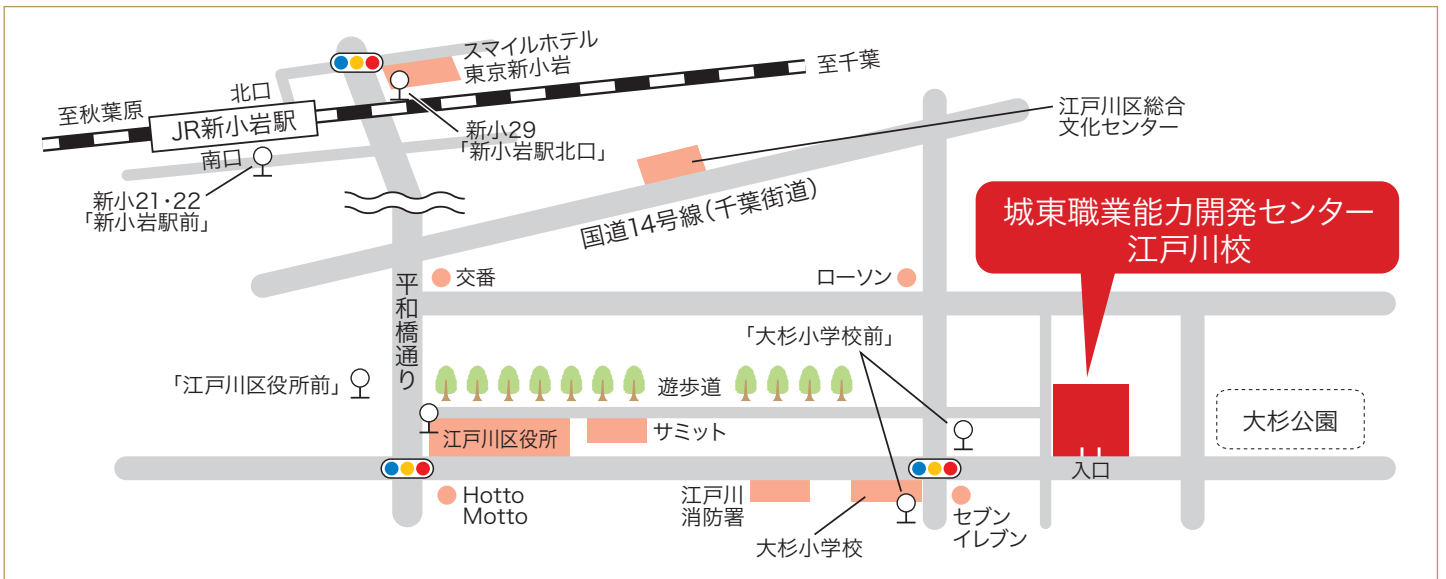 スマイルホテル
東京新小岩
至千葉
北口
至秋葉原
JR新小岩駅
南口
新小29
「新小岩駅北口」
江戸川区総合
文化センター
新小21・22
「新小岩駅前」
国道14号線(千葉街道)
城東職業能力開発センター
江戸川校
交番
ローソン
平和橋通り
「大杉小学校前」
「江戸川区役所前」
遊歩道
江戸川区役所
サミット
大杉公園
入口
Hotto
Motto
江戸川
消防署
大杉小学校
セブン
イレブン